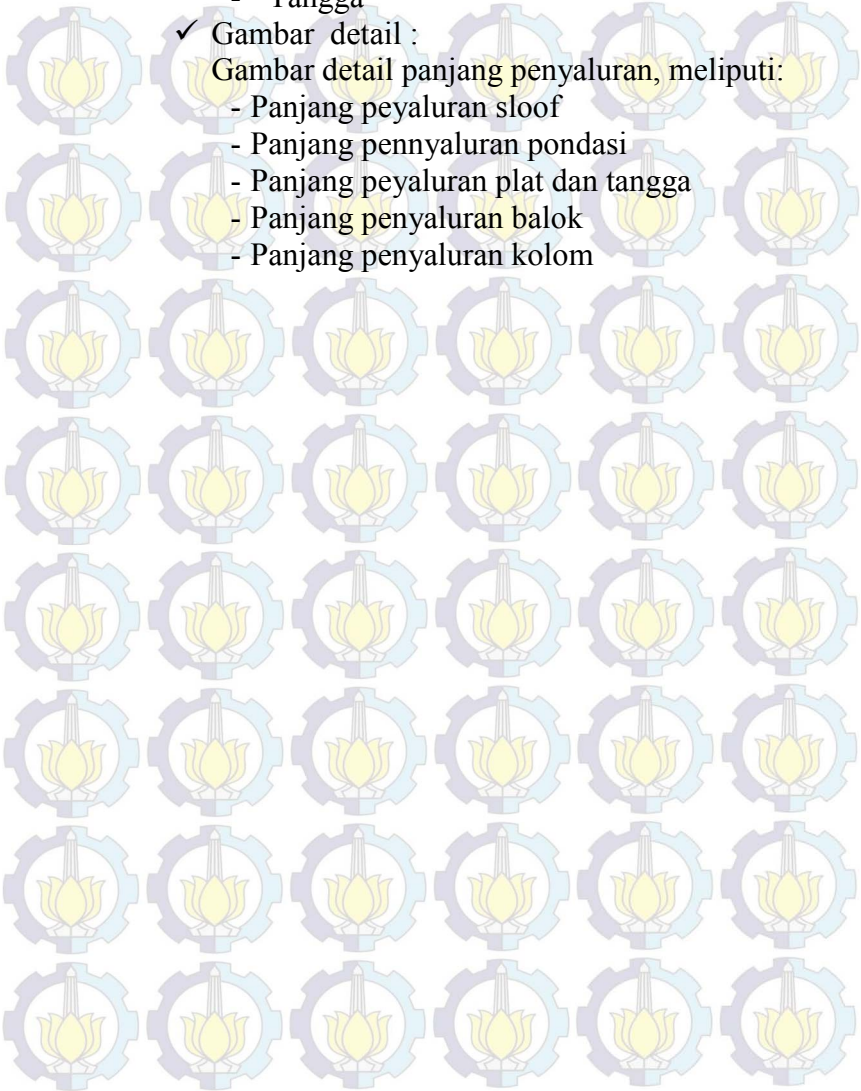 - Tangga
✓ Gambar detail :
Gambar detail panjang penyaluran, meliputi:
- Panjang peyaluran sloof
- Panjang pennyaluran pondasi
- Panjang peyaluran plat dan tangga
- Panjang penyaluran balok
- Panjang penyaluran kolom